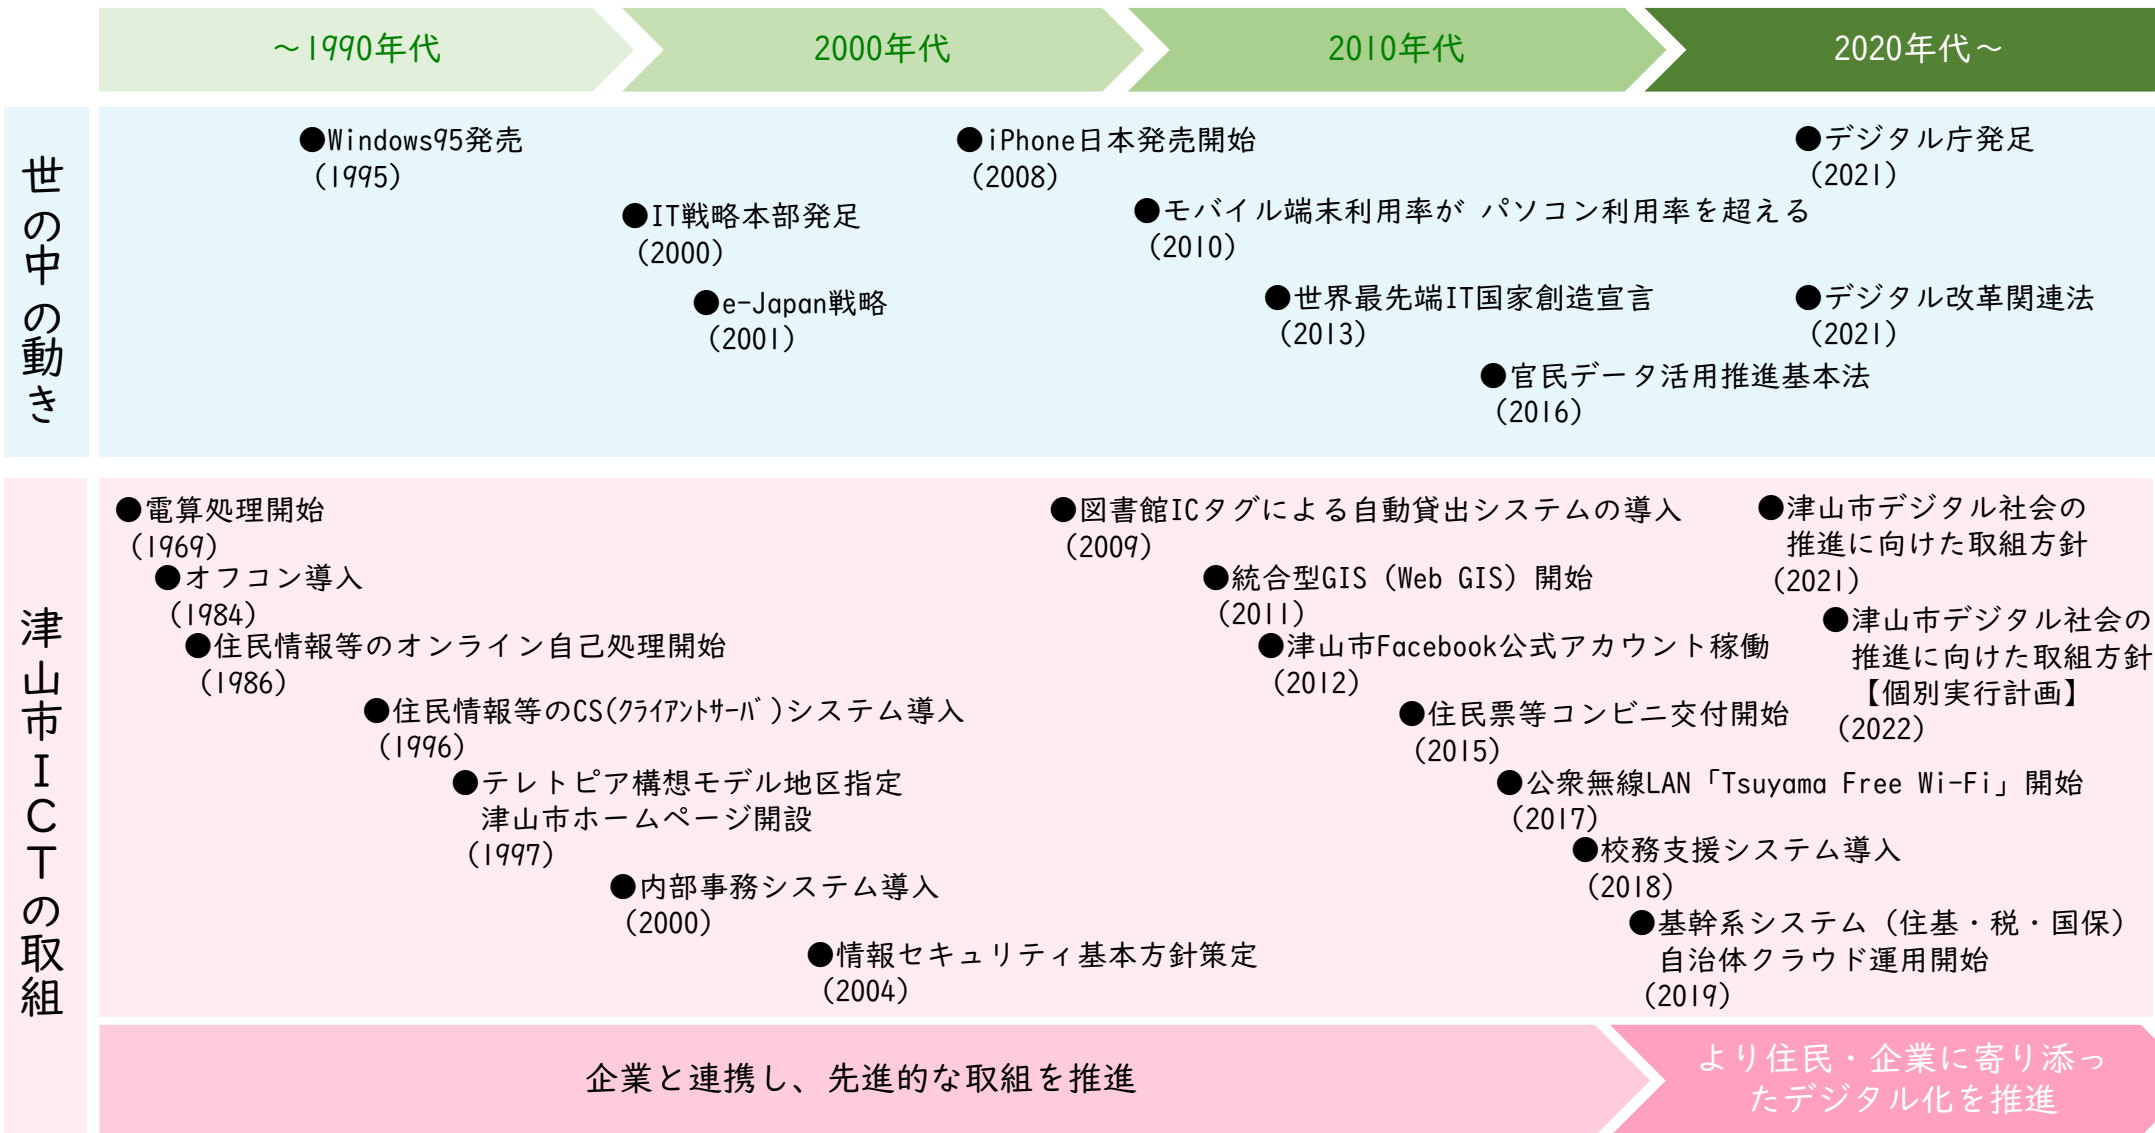 ～1990年代
2000年代
2010年代
2020年代～
世の中の動き
●Windows95発売
(1995)
●iPhone日本発売開始
(2008)
●デジタル庁発足
(2021)
●IT戦略本部発足
(2000)
●モバイル端末利用率が パソコン利用率を超える
(2010)
●e-Japan戦略
(2001)
●世界最先端IT国家創造宣言
(2013)
●デジタル改革関連法
(2021)
●官民データ活用推進基本法
(2016)
津山市ＩＣＴの取組
●電算処理開始
(1969)
●オフコン導入
(1984)
●住民情報等のオンライン自己処理開始
(1986)
●住民情報等のCS(ｸﾗｲｱﾝﾄｻｰﾊﾞ)システム導入
(1996)
●テレトピア構想モデル地区指定
津山市ホームページ開設
(1997)
●内部事務システム導入
(2000)
●情報セキュリティ基本方針策定
(2004)
●図書館ICタグによる自動貸出システムの導入
(2009)
●統合型GIS（Web GIS）開始
(2011)
●津山市Facebook公式アカウント稼働
(2012)
●住民票等コンビニ交付開始
(2015)
●公衆無線LAN「Tsuyama Free Wi-Fi」開始
(2017)
●校務支援システム導入
(2018)
●基幹系システム（住基・税・国保）
自治体クラウド運用開始
(2019)
●津山市デジタル社会の
推進に向けた取組方針
(2021)
●津山市デジタル社会の
推進に向けた取組方針
【個別実行計画】
(2022)
企業と連携し、先進的な取組を推進
より住民・企業に寄り添っ
たデジタル化を推進